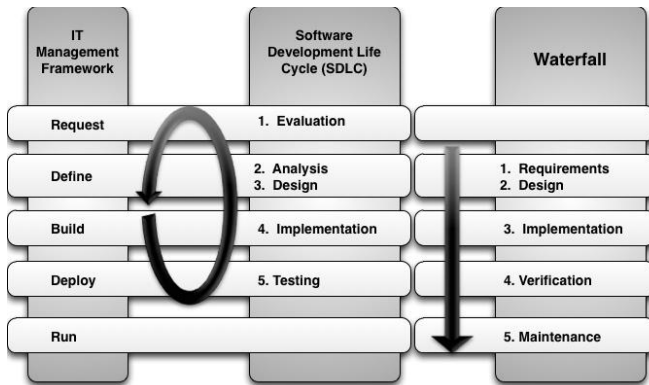 IT
Management
Framework
Software
Development Life
Cycle (SDLC)
Waterfall
Request
1. Evaluation
Define
2. Analysis
3. Design
1. Requirements
2. Design
Build
4. Implementation
3. Implementation
Deploy
5. Testing
4. Verification
Run
5. Maintenance